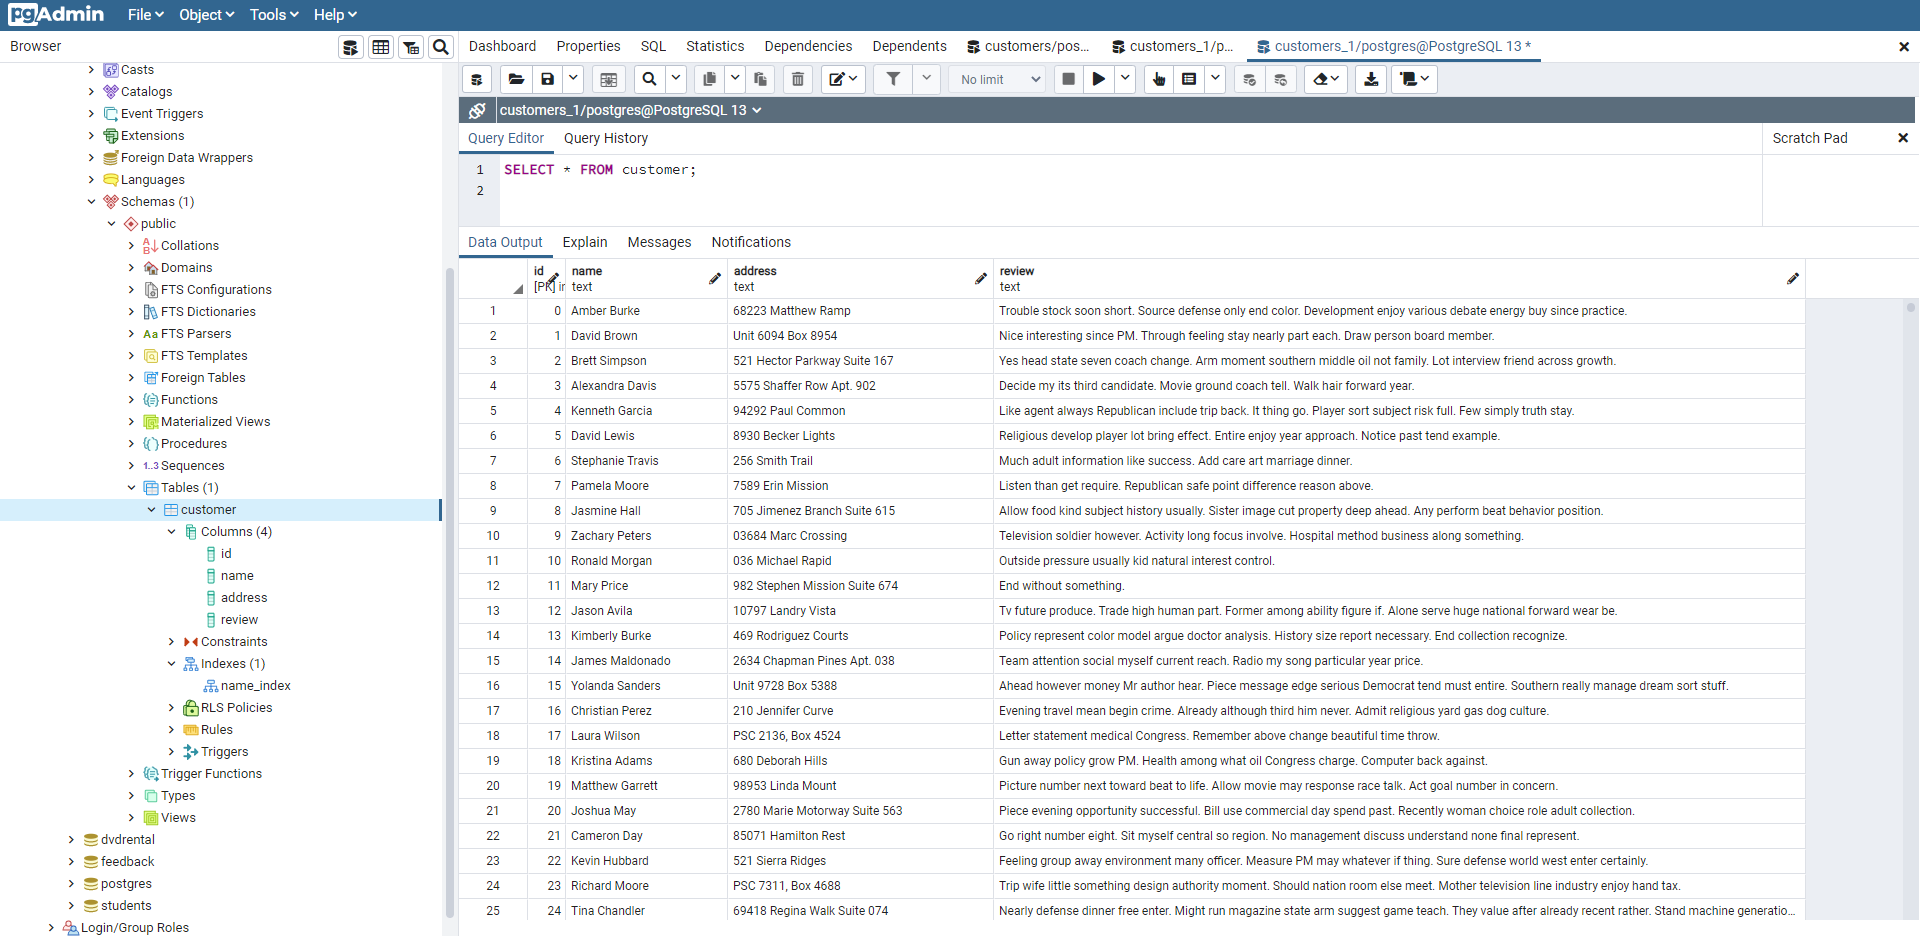 pgAdmin File Object Tools Help
Browser
Dashboard Properties SQL Statistics Dependencies Dependents customers/pos... customers_1/p... customers_1/postgres@PostgreSQL 13 *
No limit
customers_1/postgres@PostgreSQL 13
Query Editor Query History
Scratch Pad
1 SELECT * FROM customer;
2
Data Output Explain Messages Notifications
Casts
Catalogs
Event Triggers
Extensions
Foreign Data Wrappers
Languages
Schemas (1)
public
Collations
Domains
FTS Configurations
FTS Dictionaries
Aa FTS Parsers
FTS Templates
Foreign Tables
Functions
Materialized Views
Procedures
1..3 Sequences
Tables (1)
customer
Columns (4)
id
name
address
review
Constraints
Indexes (1)
name_index
RLS Policies
Rules
Triggers
Trigger Functions
Types
Views
dvdrental
feedback
postgres
students
Login/Group Roles
id name address review
[PK] in text text text
1 0 Amber Burke 68223 Matthew Ramp Trouble stock soon short. Source defense only end color. Development enjoy various debate energy buy since practice.
2 1 David Brown Unit 6094 Box 8954 Nice interesting since PM. Through feeling stay nearly part each. Draw person board member.
3 2 Brett Simpson 521 Hector Parkway Suite 167 Yes head state seven coach change. Arm moment southern middle oil not family. Lot interview friend across growth.
4 3 Alexandra Davis 5575 Shaffer Row Apt. 902 Decide my its third candidate. Movie ground coach tell. Walk hair forward year.
5 4 Kenneth Garcia 94292 Paul Common Like agent always Republican include trip back. It thing go. Player sort subject risk full. Few simply truth stay.
6 5 David Lewis 8930 Becker Lights Religious develop player lot bring effect. Entire enjoy year approach. Notice past tend example.
7 6 Stephanie Travis 256 Smith Trail Much adult information like success. Add care art marriage dinner.
8 7 Pamela Moore 7589 Erin Mission Listen than get require. Republican safe point difference reason above.
9 8 Jasmine Hall 705 Jimenez Branch Suite 615 Allow food kind subject history usually. Sister image cut property deep ahead. Any perform beat behavior position.
10 9 Zachary Peters 03684 Marc Crossing Television soldier however. Activity long focus involve. Hospital method business along something.
11 10 Ronald Morgan 036 Michael Rapid Outside pressure usually kid natural interest control.
12 11 Mary Price 982 Stephen Mission Suite 674 End without something.
13 12 Jason Avila 10797 Landry Vista Tv future produce. Trade high human part. Former among ability figure if. Alone serve huge national forward wear be.
14 13 Kimberly Burke 469 Rodriguez Courts Policy represent color model argue doctor analysis. History size report necessary. End collection recognize.
15 14 James Maldonado 2634 Chapman Pines Apt. 038 Team attention social myself current reach. Radio my song particular year price.
16 15 Yolanda Sanders Unit 9728 Box 5388 Ahead however money Mr author hear. Piece message edge serious Democrat tend must entire. Southern really manage dream sort stuff.
17 16 Christian Perez 210 Jennifer Curve Evening travel mean begin crime. Already although third him never. Admit religious yard gas dog culture.
18 17 Laura Wilson PSC 2136, Box 4524 Letter statement medical Congress. Remember above change beautiful time throw.
19 18 Kristina Adams 680 Deborah Hills Gun away policy grow PM. Health among what oil Congress charge. Computer back against.
20 19 Matthew Garrett 98953 Linda Mount Picture number next toward beat to life. Allow movie may response race talk. Act goal number in concern.
21 20 Joshua May 2780 Marie Motorway Suite 563 Piece evening opportunity successful. Bill use commercial day spend past. Recently woman choice role adult collection.
22 21 Cameron Day 85071 Hamilton Rest Go right number eight. Sit myself central so region. No management discuss understand none final represent.
23 22 Kevin Hubbard 521 Sierra Ridges Feeling group away environment many officer. Measure PM may whatever if thing. Sure defense world west enter certainly.
24 23 Richard Moore PSC 7311, Box 4688 Trip wife little something design authority moment. Should nation room else meet. Mother television line industry enjoy hand tax.
25 24 Tina Chandler 69418 Regina Walk Suite 074 Nearly defense dinner free enter. Might run magazine state arm suggest game teach. They value after already recent rather. Stand machine generatio...